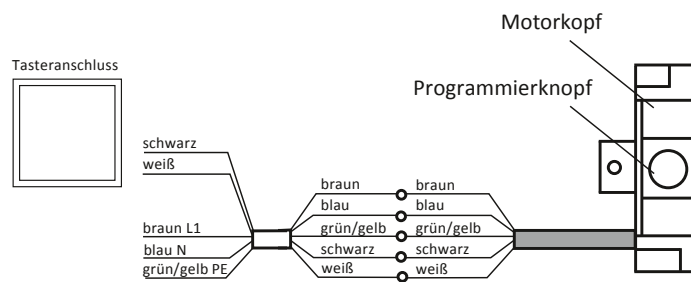 Motorkopf
Tasteranschluss
Programmierknopf
schwarz
weiß
braun braun
blau blau
braun L1 grün/gelb grün/gelb
blau N schwarz schwarz
grün/gelb PE weiß weiß